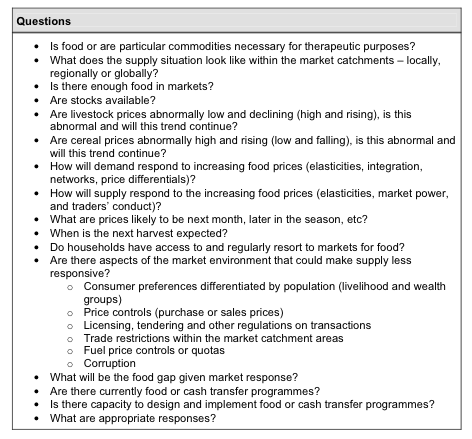 Questions
• Is food or are particular commodities necessary for therapeutic purposes?
• What does the supply situation look like within the market catchments – locally,
regionally or globally?
• Is there enough food in markets?
• Are stocks available?
• Are livestock prices abnormally low and declining (high and rising), is this
abnormal and will this trend continue?
• Are cereal prices abnormally high and rising (low and falling), is this abnormal and
will this trend continue?
• How will demand respond to increasing food prices (elasticities, integration,
networks, price differentials)?
• How will supply respond to the increasing food prices (elasticities, market power,
and traders' conduct)?
• What are prices likely to be next month, later in the season, etc?
• When is the next harvest expected?
• Do households have access to and regularly resort to markets for food?
• Are there aspects of the market environment that could make supply less
responsive?
o Consumer preferences differentiated by population (livelihood and wealth
groups)
o Price controls (purchase or sales prices)
o Licensing, tendering and other regulations on transactions
o Trade restrictions within the market catchment areas
o Fuel price controls or quotas
o Corruption
• What will be the food gap given market response?
• Are there currently food or cash transfer programmes?
• Is there capacity to design and implement food or cash transfer programmes?
• What are appropriate responses?